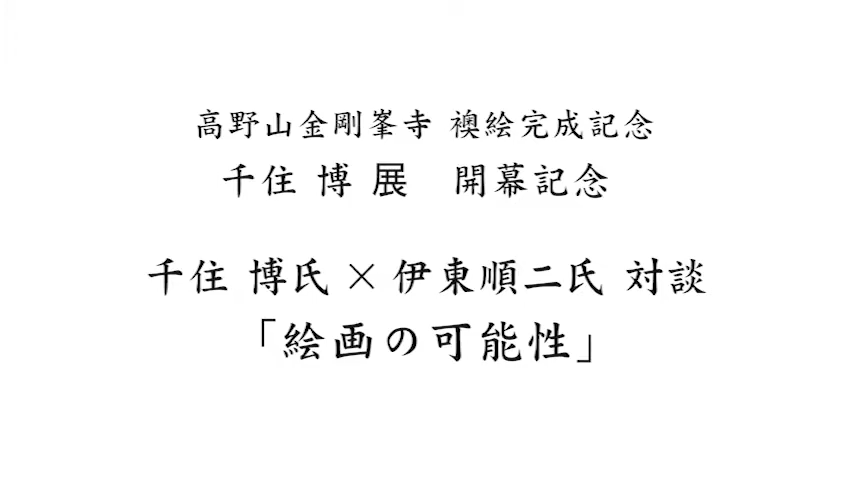 高野山金剛峯寺 襖絵完成記念
千住 博 展　開幕記念
千住 博氏 × 伊東順二氏 対談
「絵画の可能性」